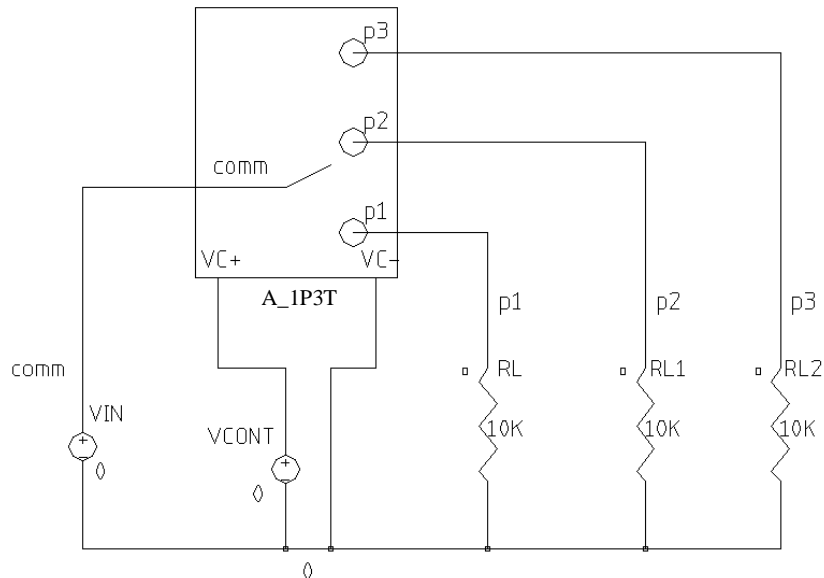 p3
p2
comm
p1
VC+ VC-
A_1P3T
p1 p2 p3
comm
RL RL1 RL2
VIN
VCONT
10K 10K 10K
0
0
0